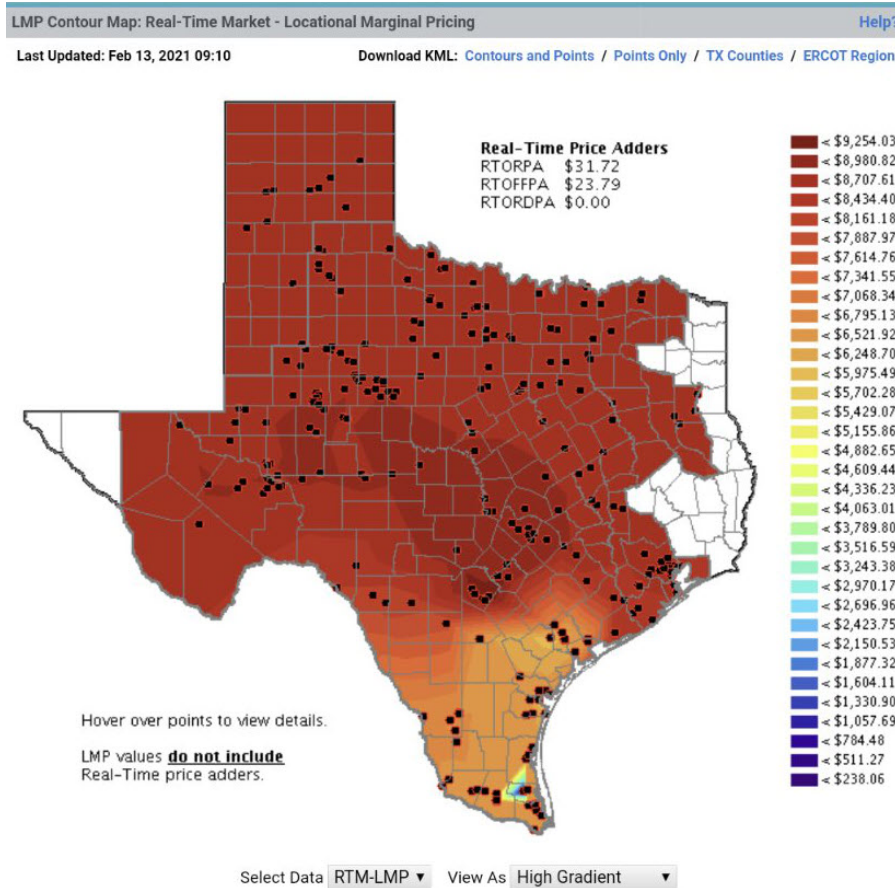 LMP Contour Map: Real-Time Market - Locational Marginal Pricing
Help?
Last Updated: Feb 13, 2021 09:10
Download KML: Contours and Points / Points Only / TX Counties / ERCOT Region
Real-Time Price Adders
RTORPA $31.72
RTOFFPA $23.79
RTORDPA $0.00
< $9,254.03
< $8,980.82
< $8,707.61
< $8,434.40
< $8,161.18
< $7,887.97
< $7,614.76
< $7,341.55
< $7,068.34
< $6,795.13
< $6,521.92
< $6,248.70
< $5,975.49
< $5,702.28
< $5,429.07
< $5,155.86
< $4,882.65
< $4,609.44
< $4,336.23
< $4,063.01
< $3,789.80
< $3,516.59
< $3,243.38
< $2,970.17
< $2,696.96
< $2,423.75
< $2,150.53
< $1,877.32
< $1,604.11
< $1,330.90
< $1,057.69
< $784.48
< $511.27
< $238.06
Hover over points to view details.
LMP values do not include
Real-Time price adders.
Select Data RTM-LMP View As High Gradient